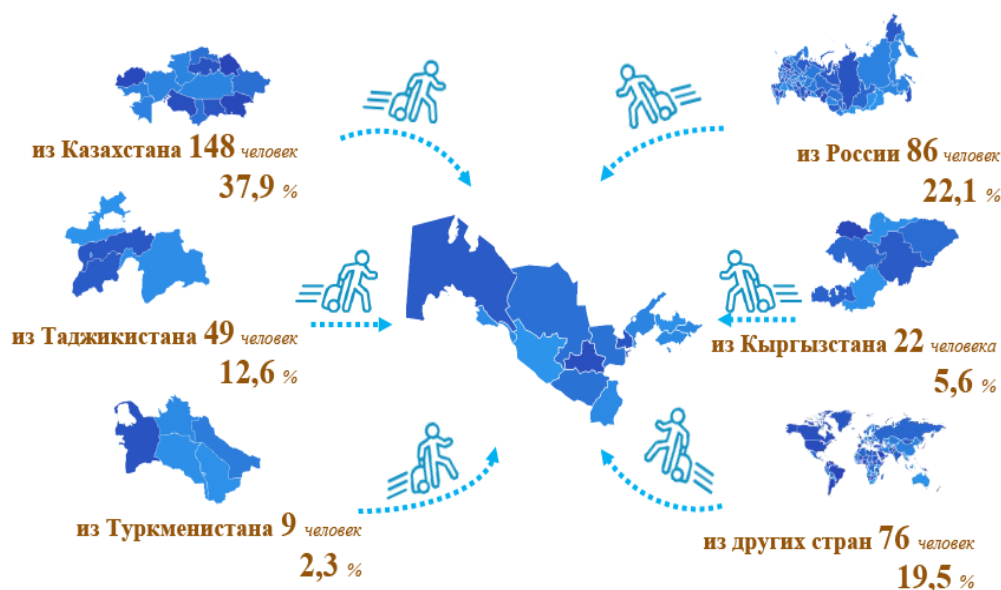 из Казахстана 148 человек
37,9 %
из России 86 человек
22,1 %
из Таджикистана 49 человек
12,6 %
из Кыргызстана 22 человека
5,6 %
из Туркменистана 9 человек
2,3 %
из других стран 76 человек
19,5 %